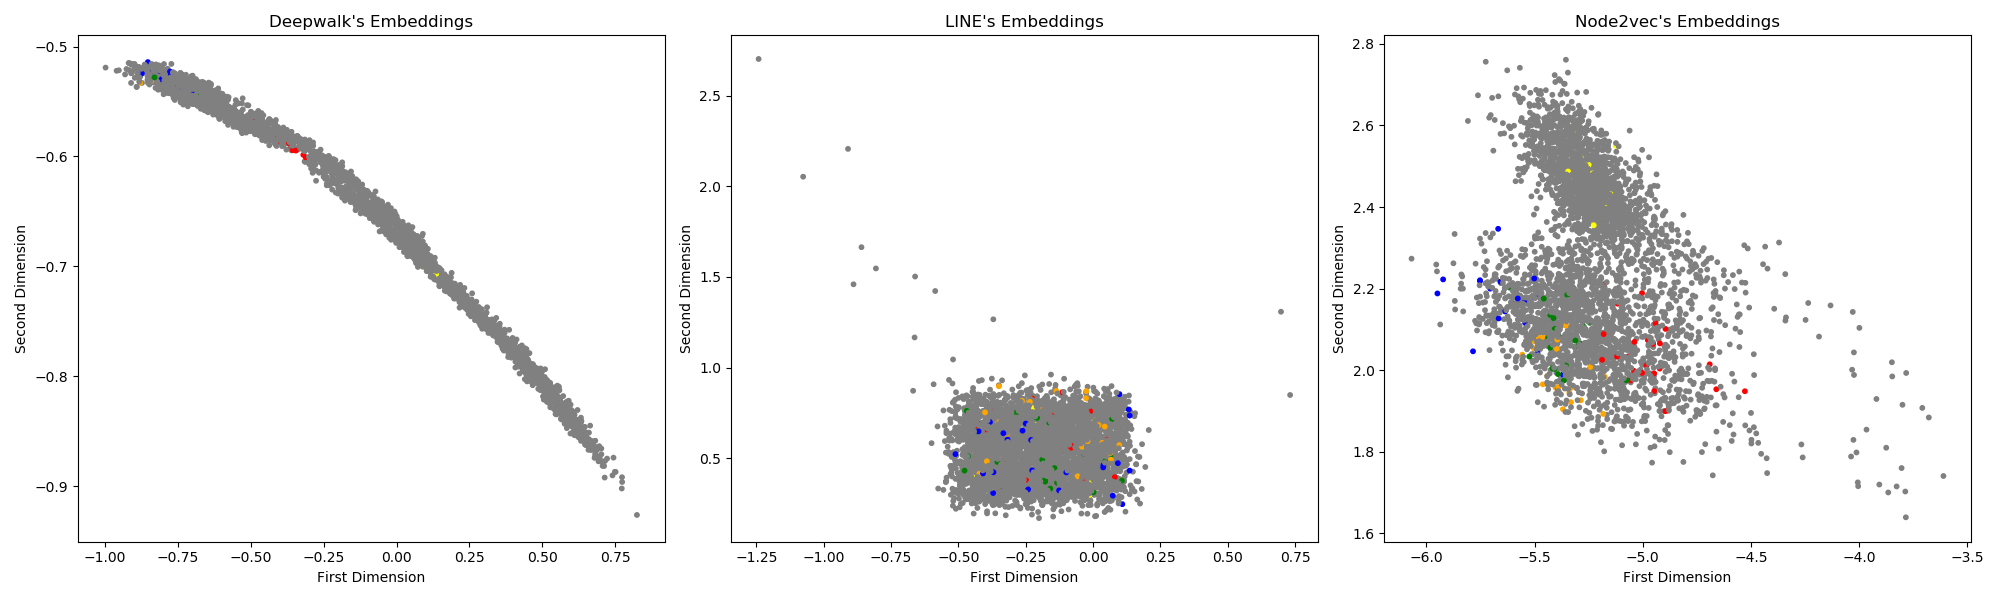 Deepwalk's Embeddings
Second Dimension
−0.5
−0.6
−0.7
−0.8
−0.9
−1.00 −0.75 −0.50 −0.25 0.00 0.25 0.50 0.75
First Dimension
LINE's Embeddings
Second Dimension
2.5
2.0
1.5
1.0
0.5
−1.25 −1.00 −0.75 −0.50 −0.25 0.00 0.25 0.50 0.75
First Dimension
Node2vec's Embeddings
Second Dimension
2.8
2.6
2.4
2.2
2.0
1.8
1.6
−6.0 −5.5 −5.0 −4.5 −4.0 −3.5
First Dimension